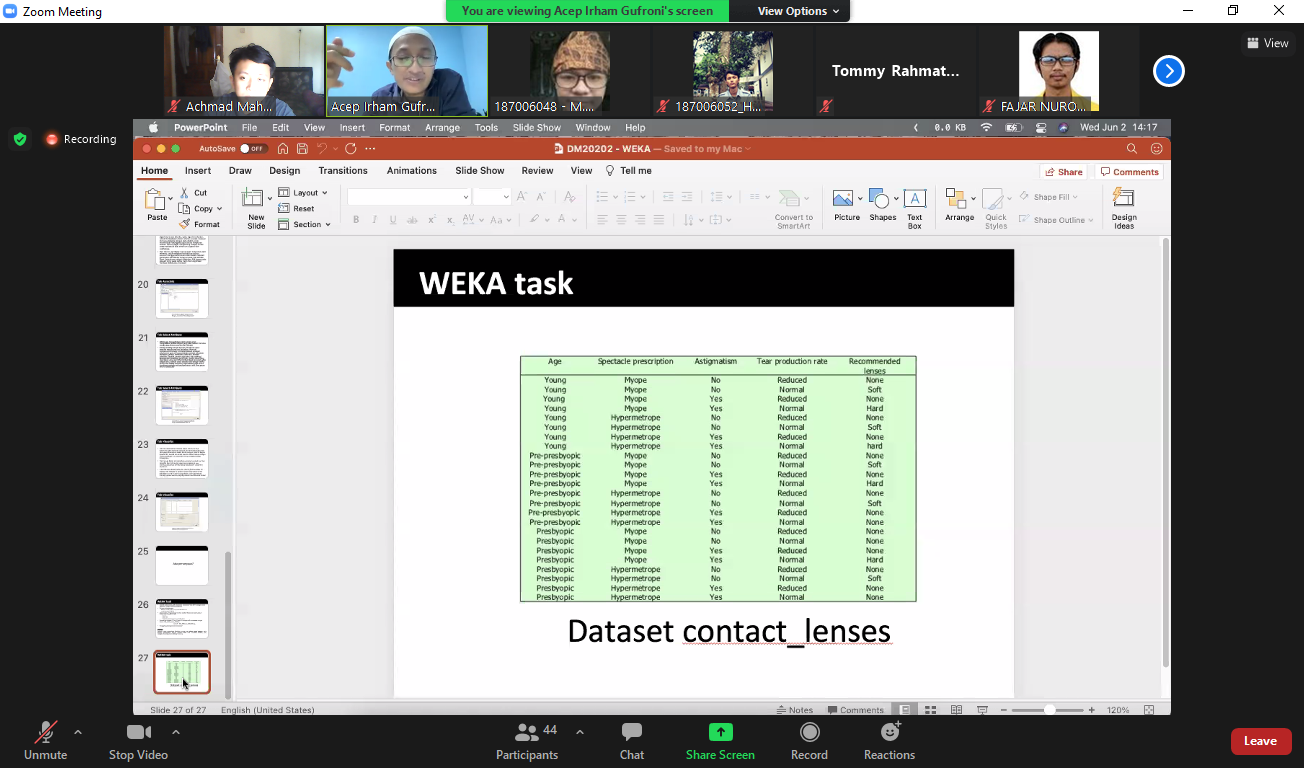 Zoom Meeting
You are viewing Acep Irham Gufroni's screen
View Options
View
Achmad Mah...
Acep Irham Gufr...
187006048 - M....
187006052_H...
Tommy Rahmat...
FAJAR NURO...
Recording
PowerPoint File Edit View Insert Format Arrange Tools Slide Show Window Help
0.0 KB
Wed Jun 2 14:17
AutoSave OFF
DM20202 - WEKA — Saved to my Mac
Home Insert Draw Design Transitions Animations Slide Show Review View Tell me
Share
Comments
Paste
Cut
Copy
Format
New
Slide
Layout
Reset
Section
Convert to
SmartArt
Picture
Shapes
Text
Box
Arrange
Quick
Styles
Shape Fill
Shape Outline
Design
Ideas
20
21
22
23
24
25
26
27
WEKA task
Age Spectacle prescription Astigmatism Tear production rate Recommended
lenses
Young Myope No Reduced None
Young Myope No Normal Soft
Young Myope Yes Reduced None
Young Myope Yes Normal Hard
Young Hypermetrope No Reduced None
Young Hypermetrope No Normal Soft
Young Hypermetrope Yes Reduced None
Young Hypermetrope Yes Normal hard
Pre-presbyopic Myope No Reduced None
Pre-presbyopic Myope No Normal Soft
Pre-presbyopic Myope Yes Reduced None
Pre-presbyopic Myope Yes Normal Hard
Pre-presbyopic Hypermetrope No Reduced None
Pre-presbyopic Hypermetrope No Normal Soft
Pre-presbyopic Hypermetrope Yes Reduced None
Pre-presbyopic Hypermetrope Yes Normal None
Presbyopic Myope No Reduced None
Presbyopic Myope No Normal None
Presbyopic Myope Yes Reduced None
Presbyopic Myope Yes Normal Hard
Presbyopic Hypermetrope No Reduced None
Presbyopic Hypermetrope No Normal Soft
Presbyopic Hypermetrope Yes Reduced None
Presbyopic Hypermetrope Yes Normal None
Dataset contact_lenses
Slide 27 of 27
English (United States)
Notes
Comments
120%
Unmute
Stop Video
Participants
44
Chat
Share Screen
Record
Reactions
Leave